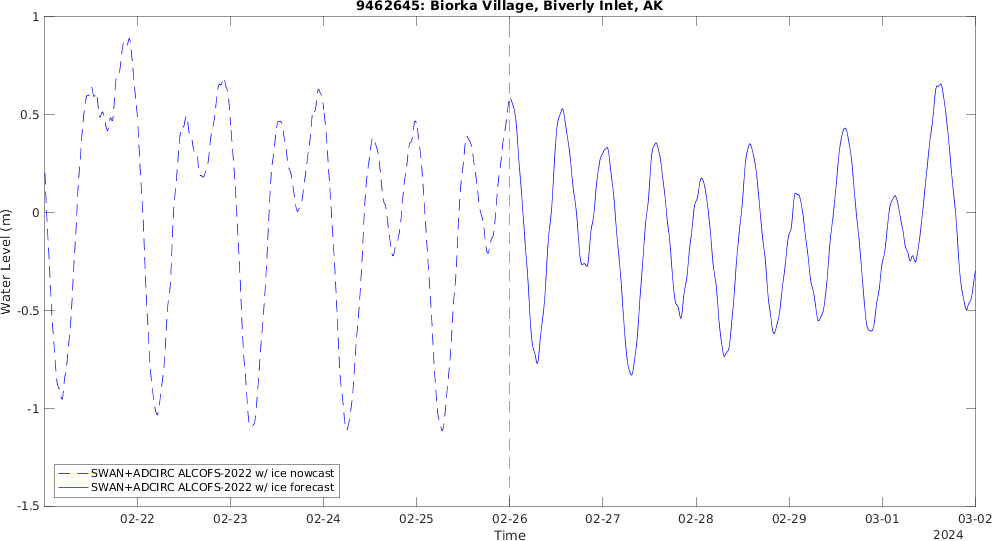 9462645: Biorka Village, Biverly Inlet, AK
Water Level (m)
1
0.5
0
-0.5
-1
-1.5
SWAN+ADCIRC ALCOFS-2022 w/ ice nowcast
SWAN+ADCIRC ALCOFS-2022 w/ ice forecast
02-22 02-23 02-24 02-25 02-26 02-27 02-28 02-29 03-01 03-02
Time
2024